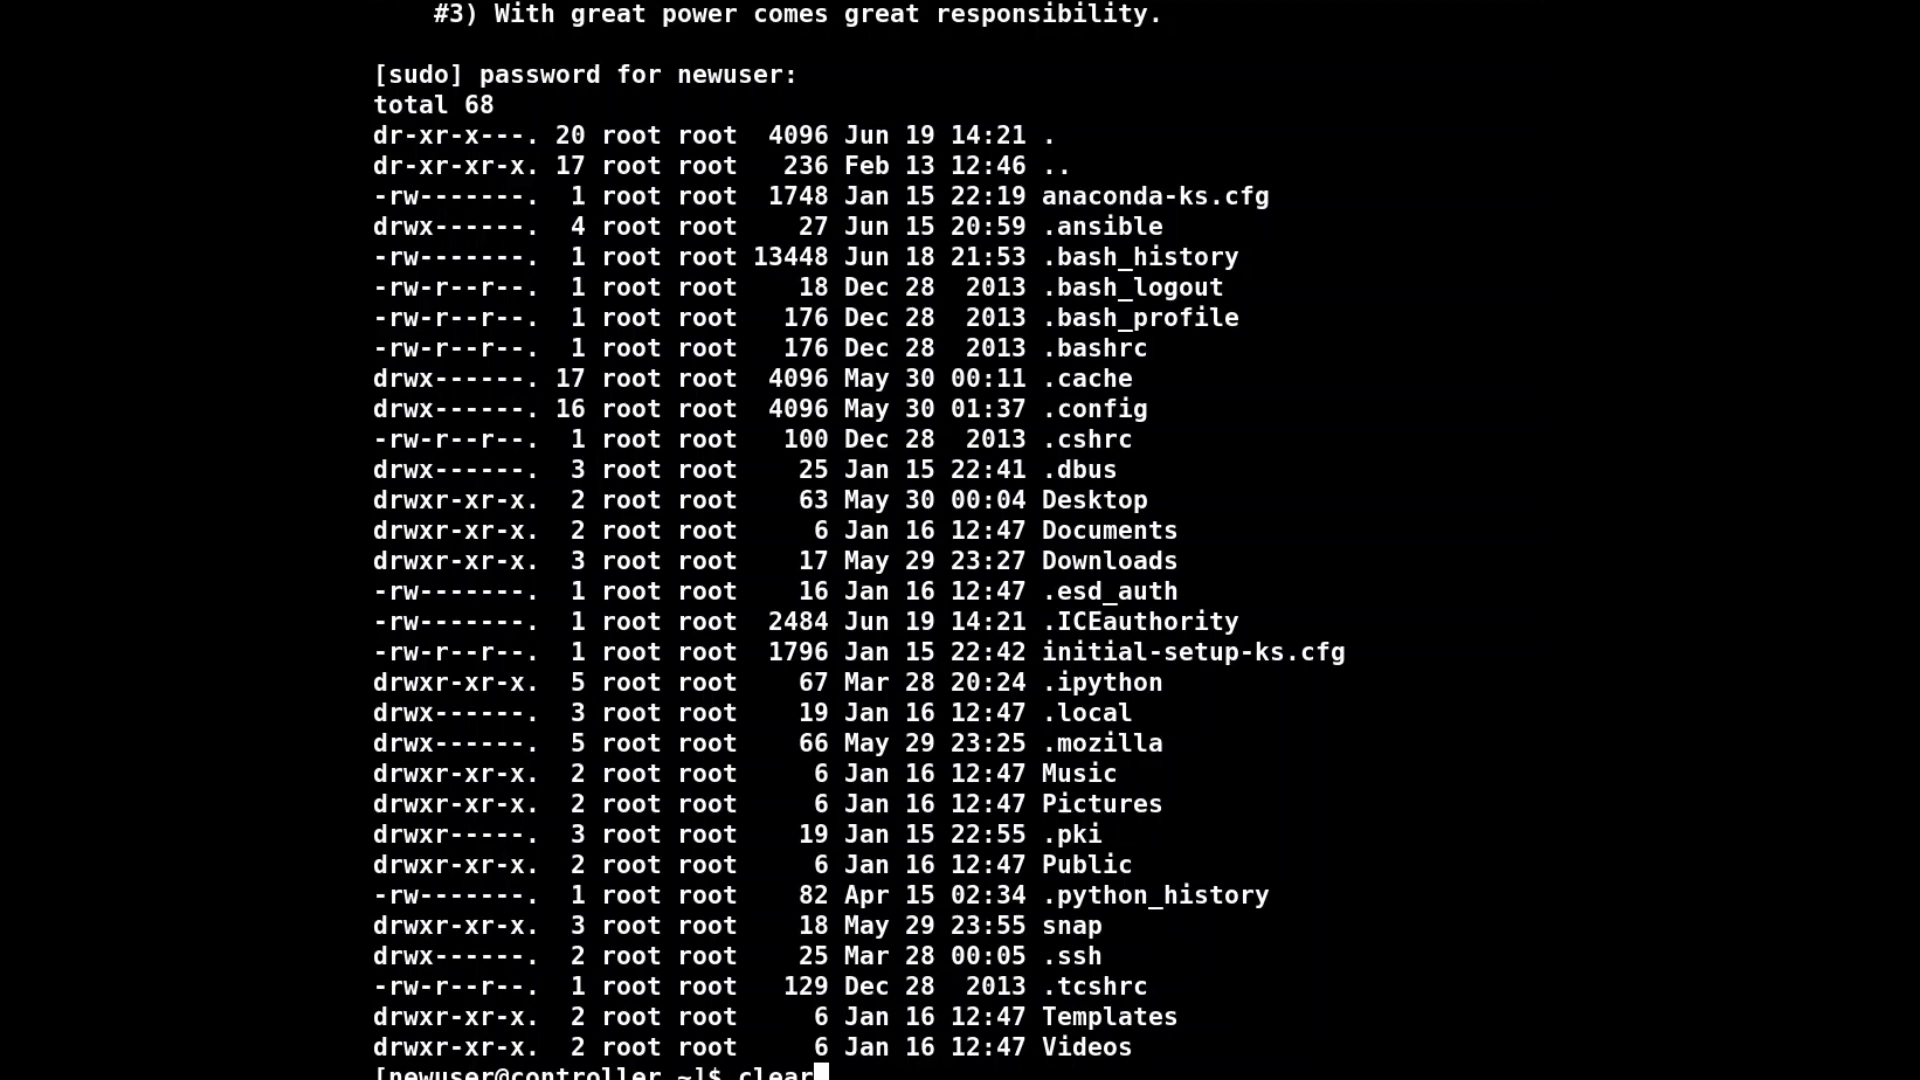 #3) With great power comes great responsibility.
[sudo] password for newuser:
total 68
dr-xr-x---. 20 root root  4096 Jun 19 14:21 .
dr-xr-xr-x. 17 root root   236 Feb 13 12:46 ..
-rw-------.  1 root root  1748 Jan 15 22:19 anaconda-ks.cfg
drwx------.  4 root root    27 Jun 15 20:59 .ansible
-rw-------.  1 root root 13448 Jun 18 21:53 .bash_history
-rw-r--r--.  1 root root    18 Dec 28  2013 .bash_logout
-rw-r--r--.  1 root root   176 Dec 28  2013 .bash_profile
-rw-r--r--.  1 root root   176 Dec 28  2013 .bashrc
drwx------. 17 root root  4096 May 30 00:11 .cache
drwx------. 16 root root  4096 May 30 01:37 .config
-rw-r--r--.  1 root root   100 Dec 28  2013 .cshrc
drwx------.  3 root root    25 Jan 15 22:41 .dbus
drwxr-xr-x.  2 root root    63 May 30 00:04 Desktop
drwxr-xr-x.  2 root root     6 Jan 16 12:47 Documents
drwxr-xr-x.  3 root root    17 May 29 23:27 Downloads
-rw-------.  1 root root    16 Jan 16 12:47 .esd_auth
-rw-------.  1 root root  2484 Jun 19 14:21 .ICEauthority
-rw-r--r--.  1 root root  1796 Jan 15 22:42 initial-setup-ks.cfg
drwxr-xr-x.  5 root root    67 Mar 28 20:24 .ipython
drwx------.  3 root root    19 Jan 16 12:47 .local
drwx------.  5 root root    66 May 29 23:25 .mozilla
drwxr-xr-x.  2 root root     6 Jan 16 12:47 Music
drwxr-xr-x.  2 root root     6 Jan 16 12:47 Pictures
drwxr-----.  3 root root    19 Jan 15 22:55 .pki
drwxr-xr-x.  2 root root     6 Jan 16 12:47 Public
-rw-------.  1 root root    82 Apr 15 02:34 .python_history
drwxr-xr-x.  3 root root    18 May 29 23:55 snap
drwx------.  2 root root    25 Mar 28 00:05 .ssh
-rw-r--r--.  1 root root   129 Dec 28  2013 .tcshrc
drwxr-xr-x.  2 root root     6 Jan 16 12:47 Templates
drwxr-xr-x.  2 root root     6 Jan 16 12:47 Videos
[newuser@controller ~]$ clear